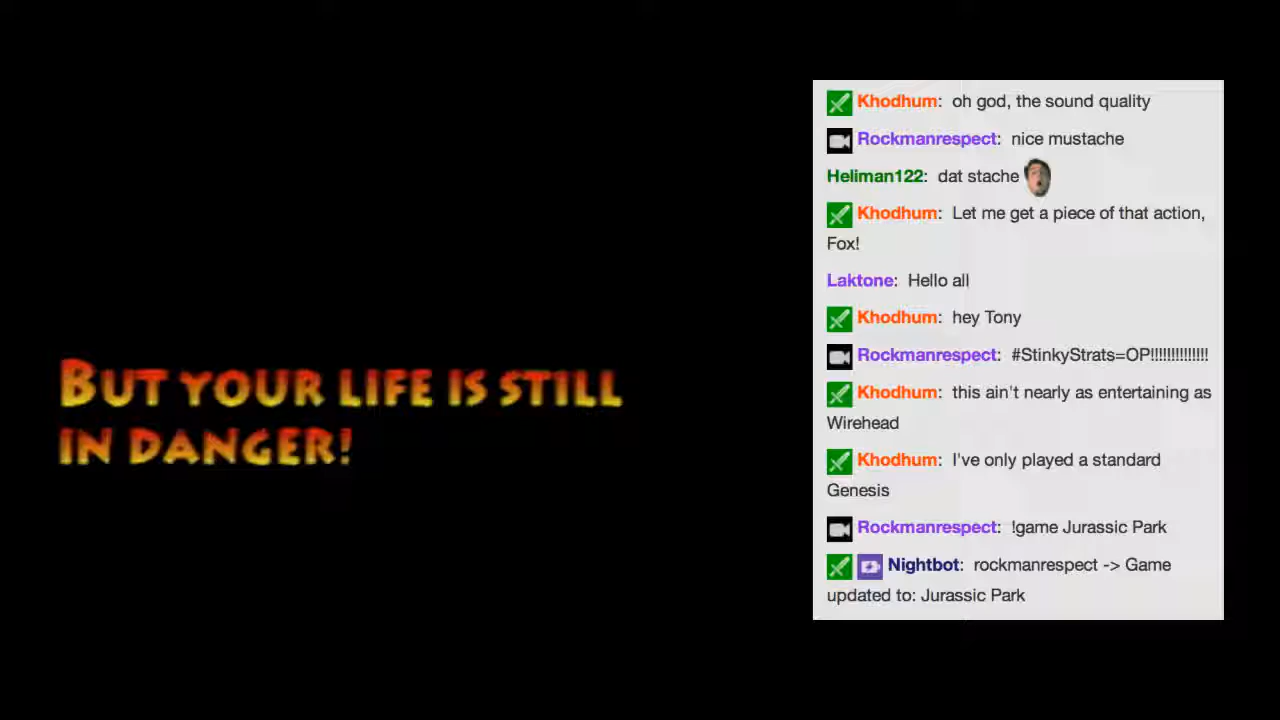 But your life is still
in danger!
Khodhum: oh god, the sound quality
Rockmanrespect: nice mustache
Heliman122: dat stache
Khodhum: Let me get a piece of that action,
Fox!
Laktone: Hello all
Khodhum: hey Tony
Rockmanrespect: #StinkyStrats=OP!!!!!!!!!!!!!!
Khodhum: this ain't nearly as entertaining as
Wirehead
Khodhum: I've only played a standard
Genesis
Rockmanrespect: !game Jurassic Park
Nightbot: rockmanrespect -> Game
updated to: Jurassic Park